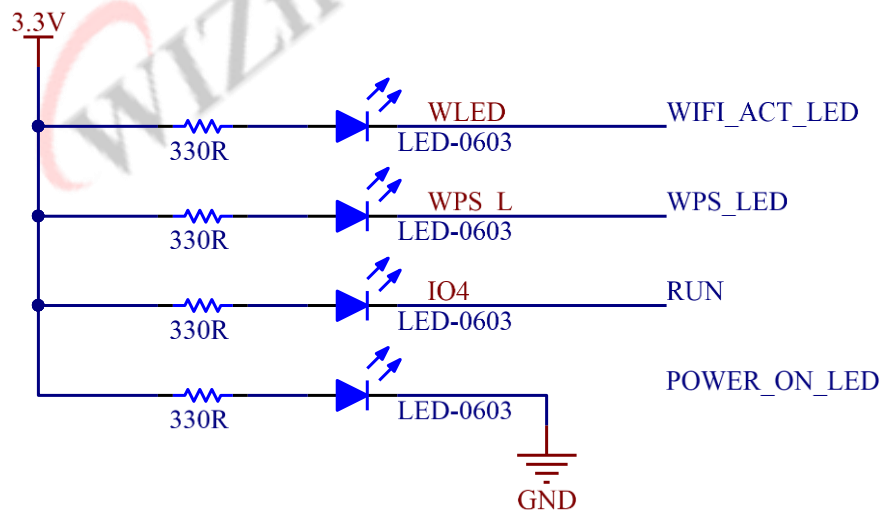 3.3V
WLED
WIFI_ACT_LED
330R
LED-0603
WPS L
WPS_LED
330R
LED-0603
IO4
RUN
330R
LED-0603
POWER_ON_LED
330R
LED-0603
GND